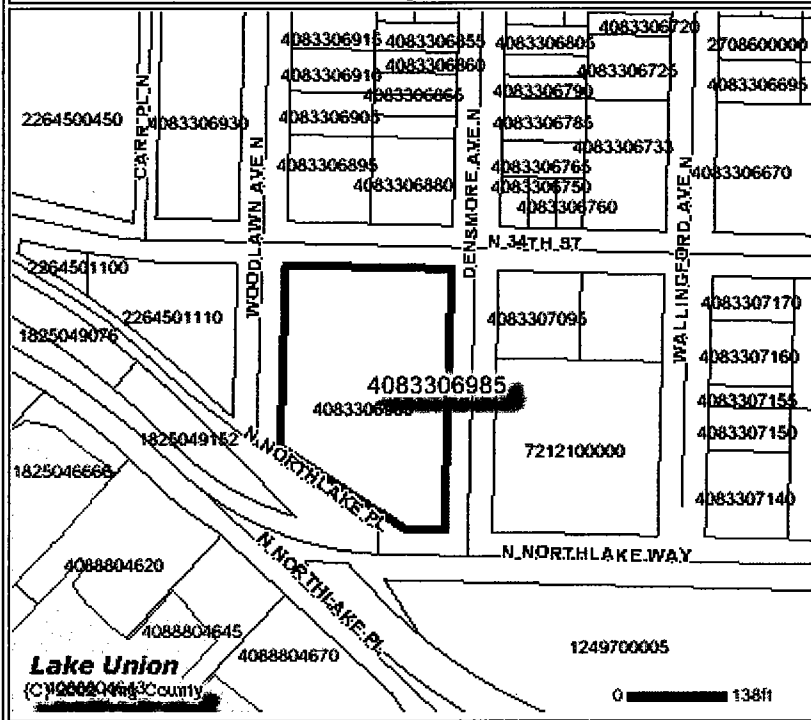 4083306720
4083306915 4083306855 4083306805
2708600000
4083306910 4083306860 4083306725
4083306865 4083306790 4083306695
2264500450 4083306930 4083306905
4083306785
4083306733
4083306895 4083306765
4083306880 4083306750 4083306670
4083306760
CARR PL N
WOODLAWN AVE N
DENSMORE AVE N
WALLINGFORD AVE N
N 34TH ST
2264501100
2264501110
4083307095
4083307170
1825049076
4083307160
4083306985
4083307155
1825049152
7212100000
4083307150
N NORTHLAKE PL
4083307140
N NORTHLAKE WAY
4088804620
N NORTHLAKE PL
4088804645
4088804670
1249700005
Lake Union
(C) King County
0 138ft